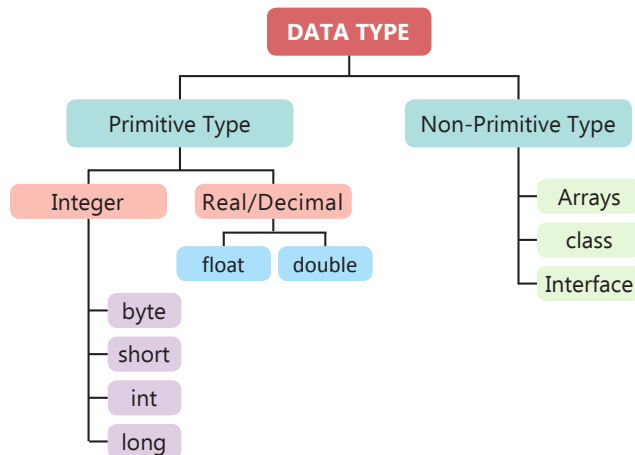 DATA TYPE
Primitive Type
Non-Primitive Type
Integer
Real/Decimal
Arrays
class
Interface
float
double
byte
short
int
long